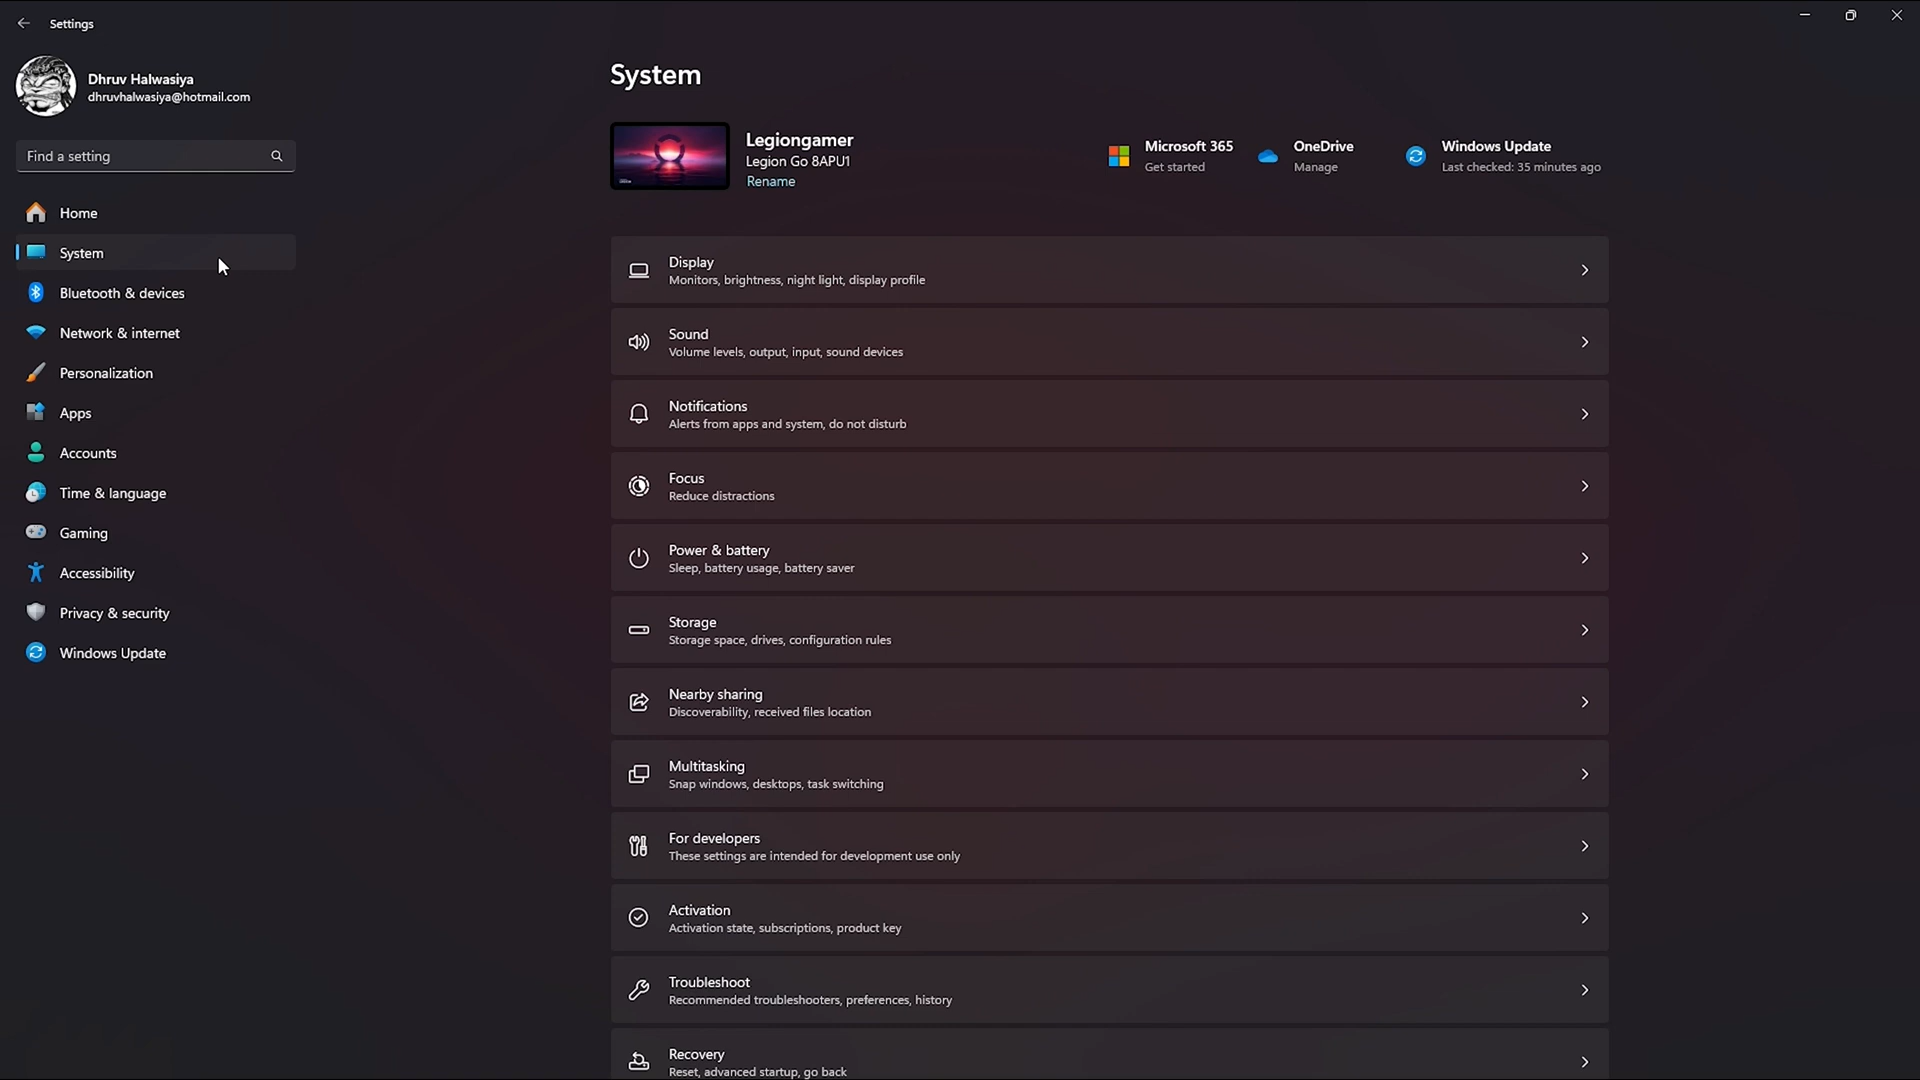 Settings
Dhruv Halwasiya
dhruvhalwasiya@hotmail.com
Find a setting
Home
System
Bluetooth & devices
Network & internet
Personalization
Apps
Accounts
Time & language
Gaming
Accessibility
Privacy & security
Windows Update
System
Legiongamer
Legion Go 8APU1
Rename
Microsoft 365
Get started
OneDrive
Manage
Windows Update
Last checked: 35 minutes ago
Display
Monitors, brightness, night light, display profile
Sound
Volume levels, output, input, sound devices
Notifications
Alerts from apps and system, do not disturb
Focus
Reduce distractions
Power & battery
Sleep, battery usage, battery saver
Storage
Storage space, drives, configuration rules
Nearby sharing
Discoverability, received files location
Multitasking
Snap windows, desktops, task switching
For developers
These settings are intended for development use only
Activation
Activation state, subscriptions, product key
Troubleshoot
Recommended troubleshooters, preferences, history
Recovery
Reset, advanced startup, go back